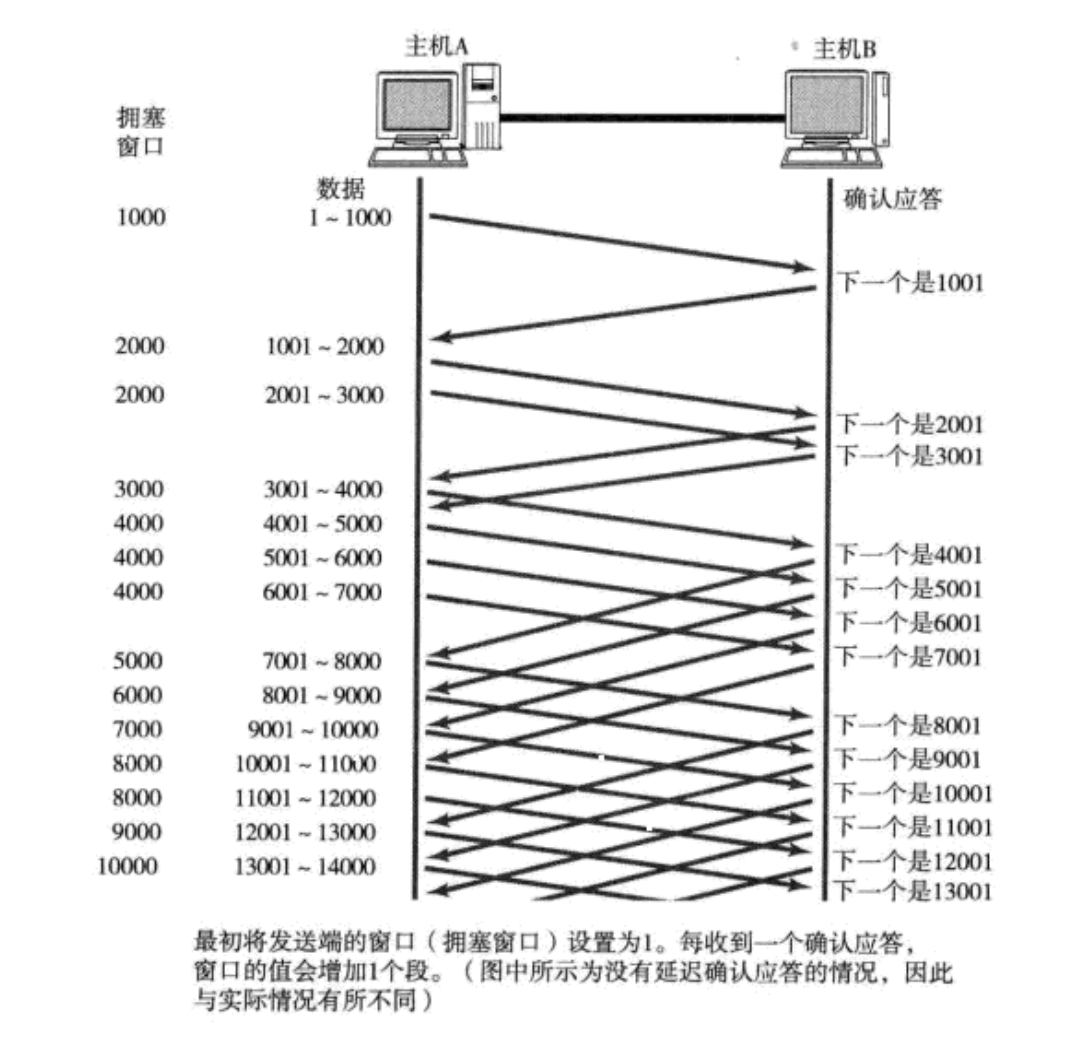 主机A 主机B
拥塞
窗口
数据 确认应答
1000 1~1000
下一个是1001
2000 1001~2000
2000 2001~3000
下一个是2001
下一个是3001
3000 3001~4000
4000 4001~5000
4000 5001~6000
下一个是4001
4000 6001~7000
下一个是5001
下一个是6001
5000 7001~8000
下一个是7001
6000 8001~9000
7000 9001~10000
下一个是8001
8000 10001~11000
下一个是9001
8000 11001~12000
下一个是10001
9000 12001~13000
下一个是11001
10000 13001~14000
下一个是12001
下一个是13001
最初将发送端的窗口（拥塞窗口）设置为1。每收到一个确认应答，
窗口的值会增加1个段。（图中所示为没有延迟确认应答的情况，因此
与实际情况有所不同）